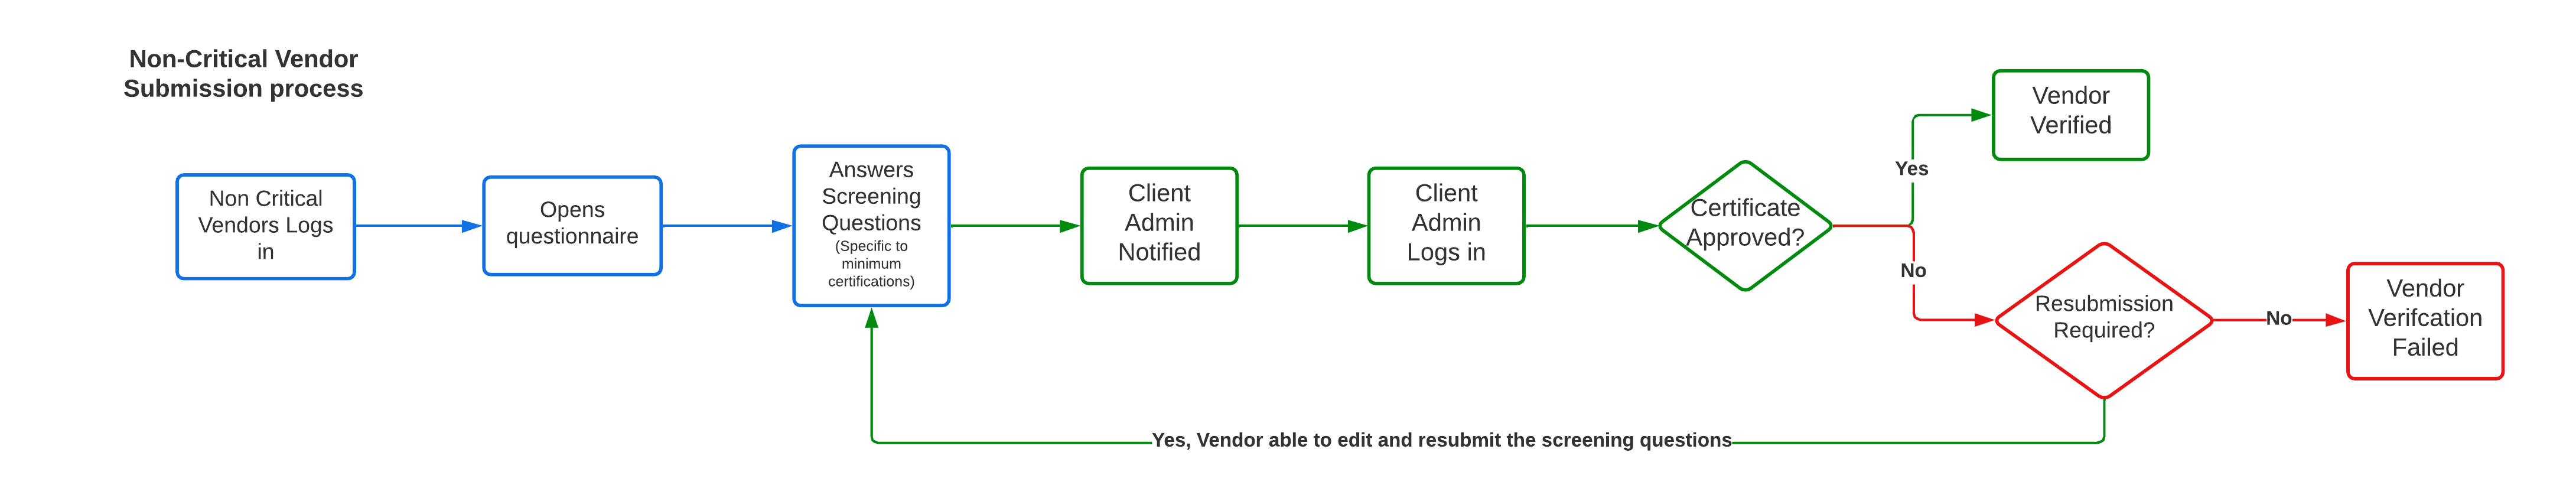 Non-Critical Vendor
Submission process
Non Critical
Vendors Logs
in
Opens
questionnaire
Answers
Screening
Questions
(Specific to
minimum
certifications)
Client
Admin
Notified
Client
Admin
Logs in
Certificate
Approved?
Yes
Vendor
Verified
No
Resubmission
Required?
No
Vendor
Verifcation
Failed
Yes, Vendor able to edit and resubmit the screening questions